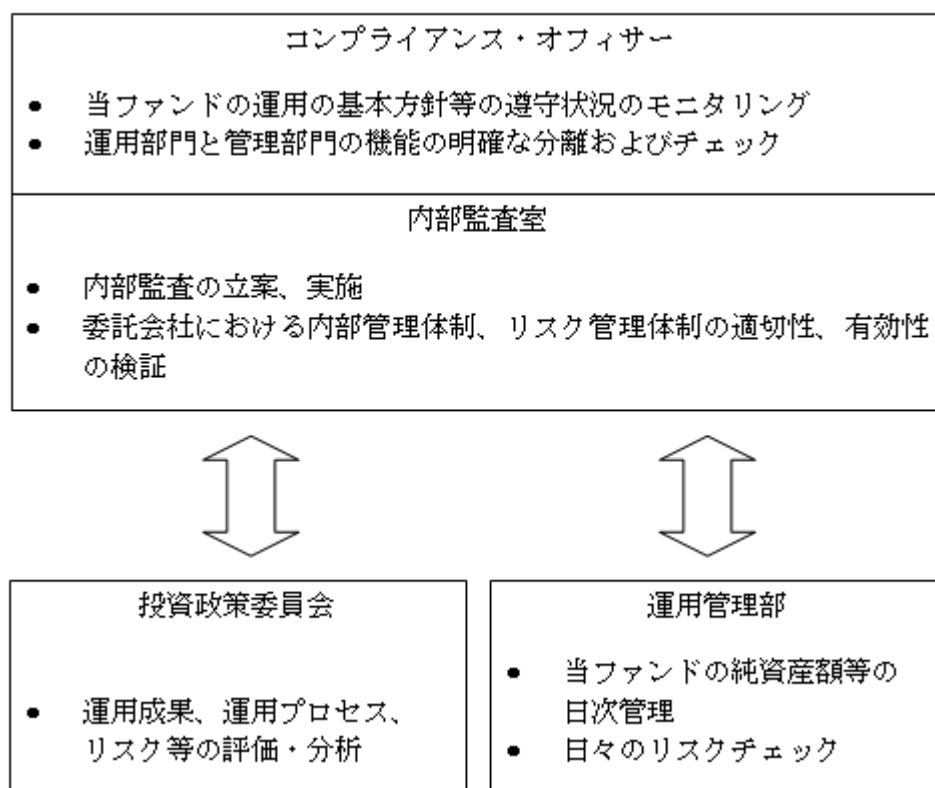 コンプライアンス・オフィサー
● 当ファンドの運用の基本方針等の遵守状況のモニタリング
● 運用部門と管理部門の機能の明確な分離およびチェック
内部監査室
● 内部監査の立案、実施
● 委託会社における内部管理体制、リスク管理体制の適切性、有効性
の検証
投資政策委員会
● 運用成果、運用プロセス、
リスク等の評価・分析
運用管理部
● 当ファンドの純資産額等の
日次管理
● 日々のリスクチェック